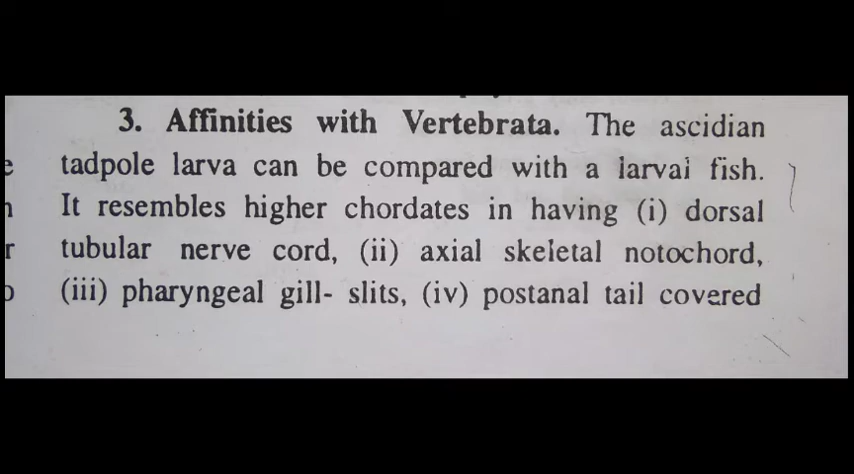 3. Affinities with Vertebrata. The ascidian
tadpole larva can be compared with a larval fish.
It resembles higher chordates in having (i) dorsal
tubular nerve cord, (ii) axial skeletal notochord,
(iii) pharyngeal gill- slits, (iv) postanal tail covered